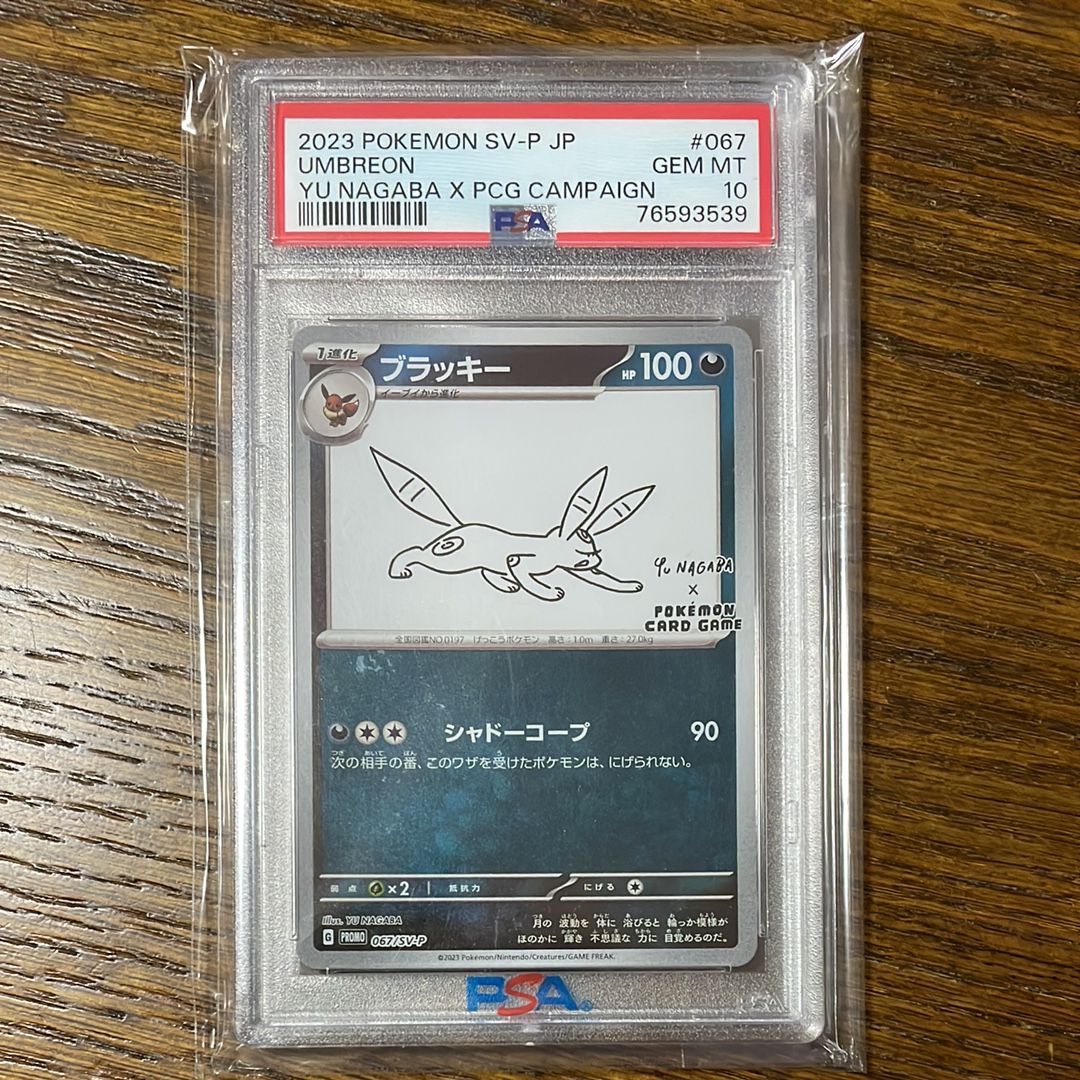 2023 POKEMON SV-P JP #067
UMBREON GEM MT
YU NAGABA X PCG CAMPAIGN 10
76593539
PSA
1進化
ブラッキー
HP 100
イーブイから進化
YU NAGABA
X
POKÉMON
CARD GAME
全国図鑑NO.0197 げっこうポケモン 高さ:1.0m 重さ:27.0kg
シャドークロープ 90
次の相手の番、このワザを受けたポケモンは、にげられない。
弱点 ×2 抵抗力 にげる
Illus. YU NAGABA
月の波動を体に浴びると輪っか模様が
ほのかに輝き不思議な力に目覚めるのだ。
G PROMO 067/SV-P
©2023 Pokémon/Nintendo/Creatures/GAME FREAK.
PSA